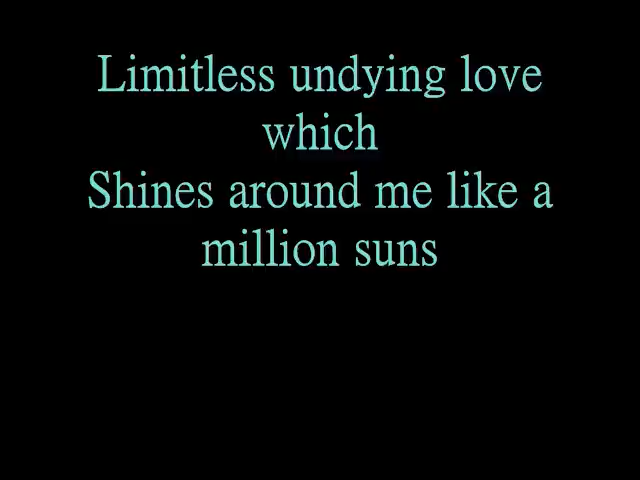 Limitless undying love
which
Shines around me like a
million suns